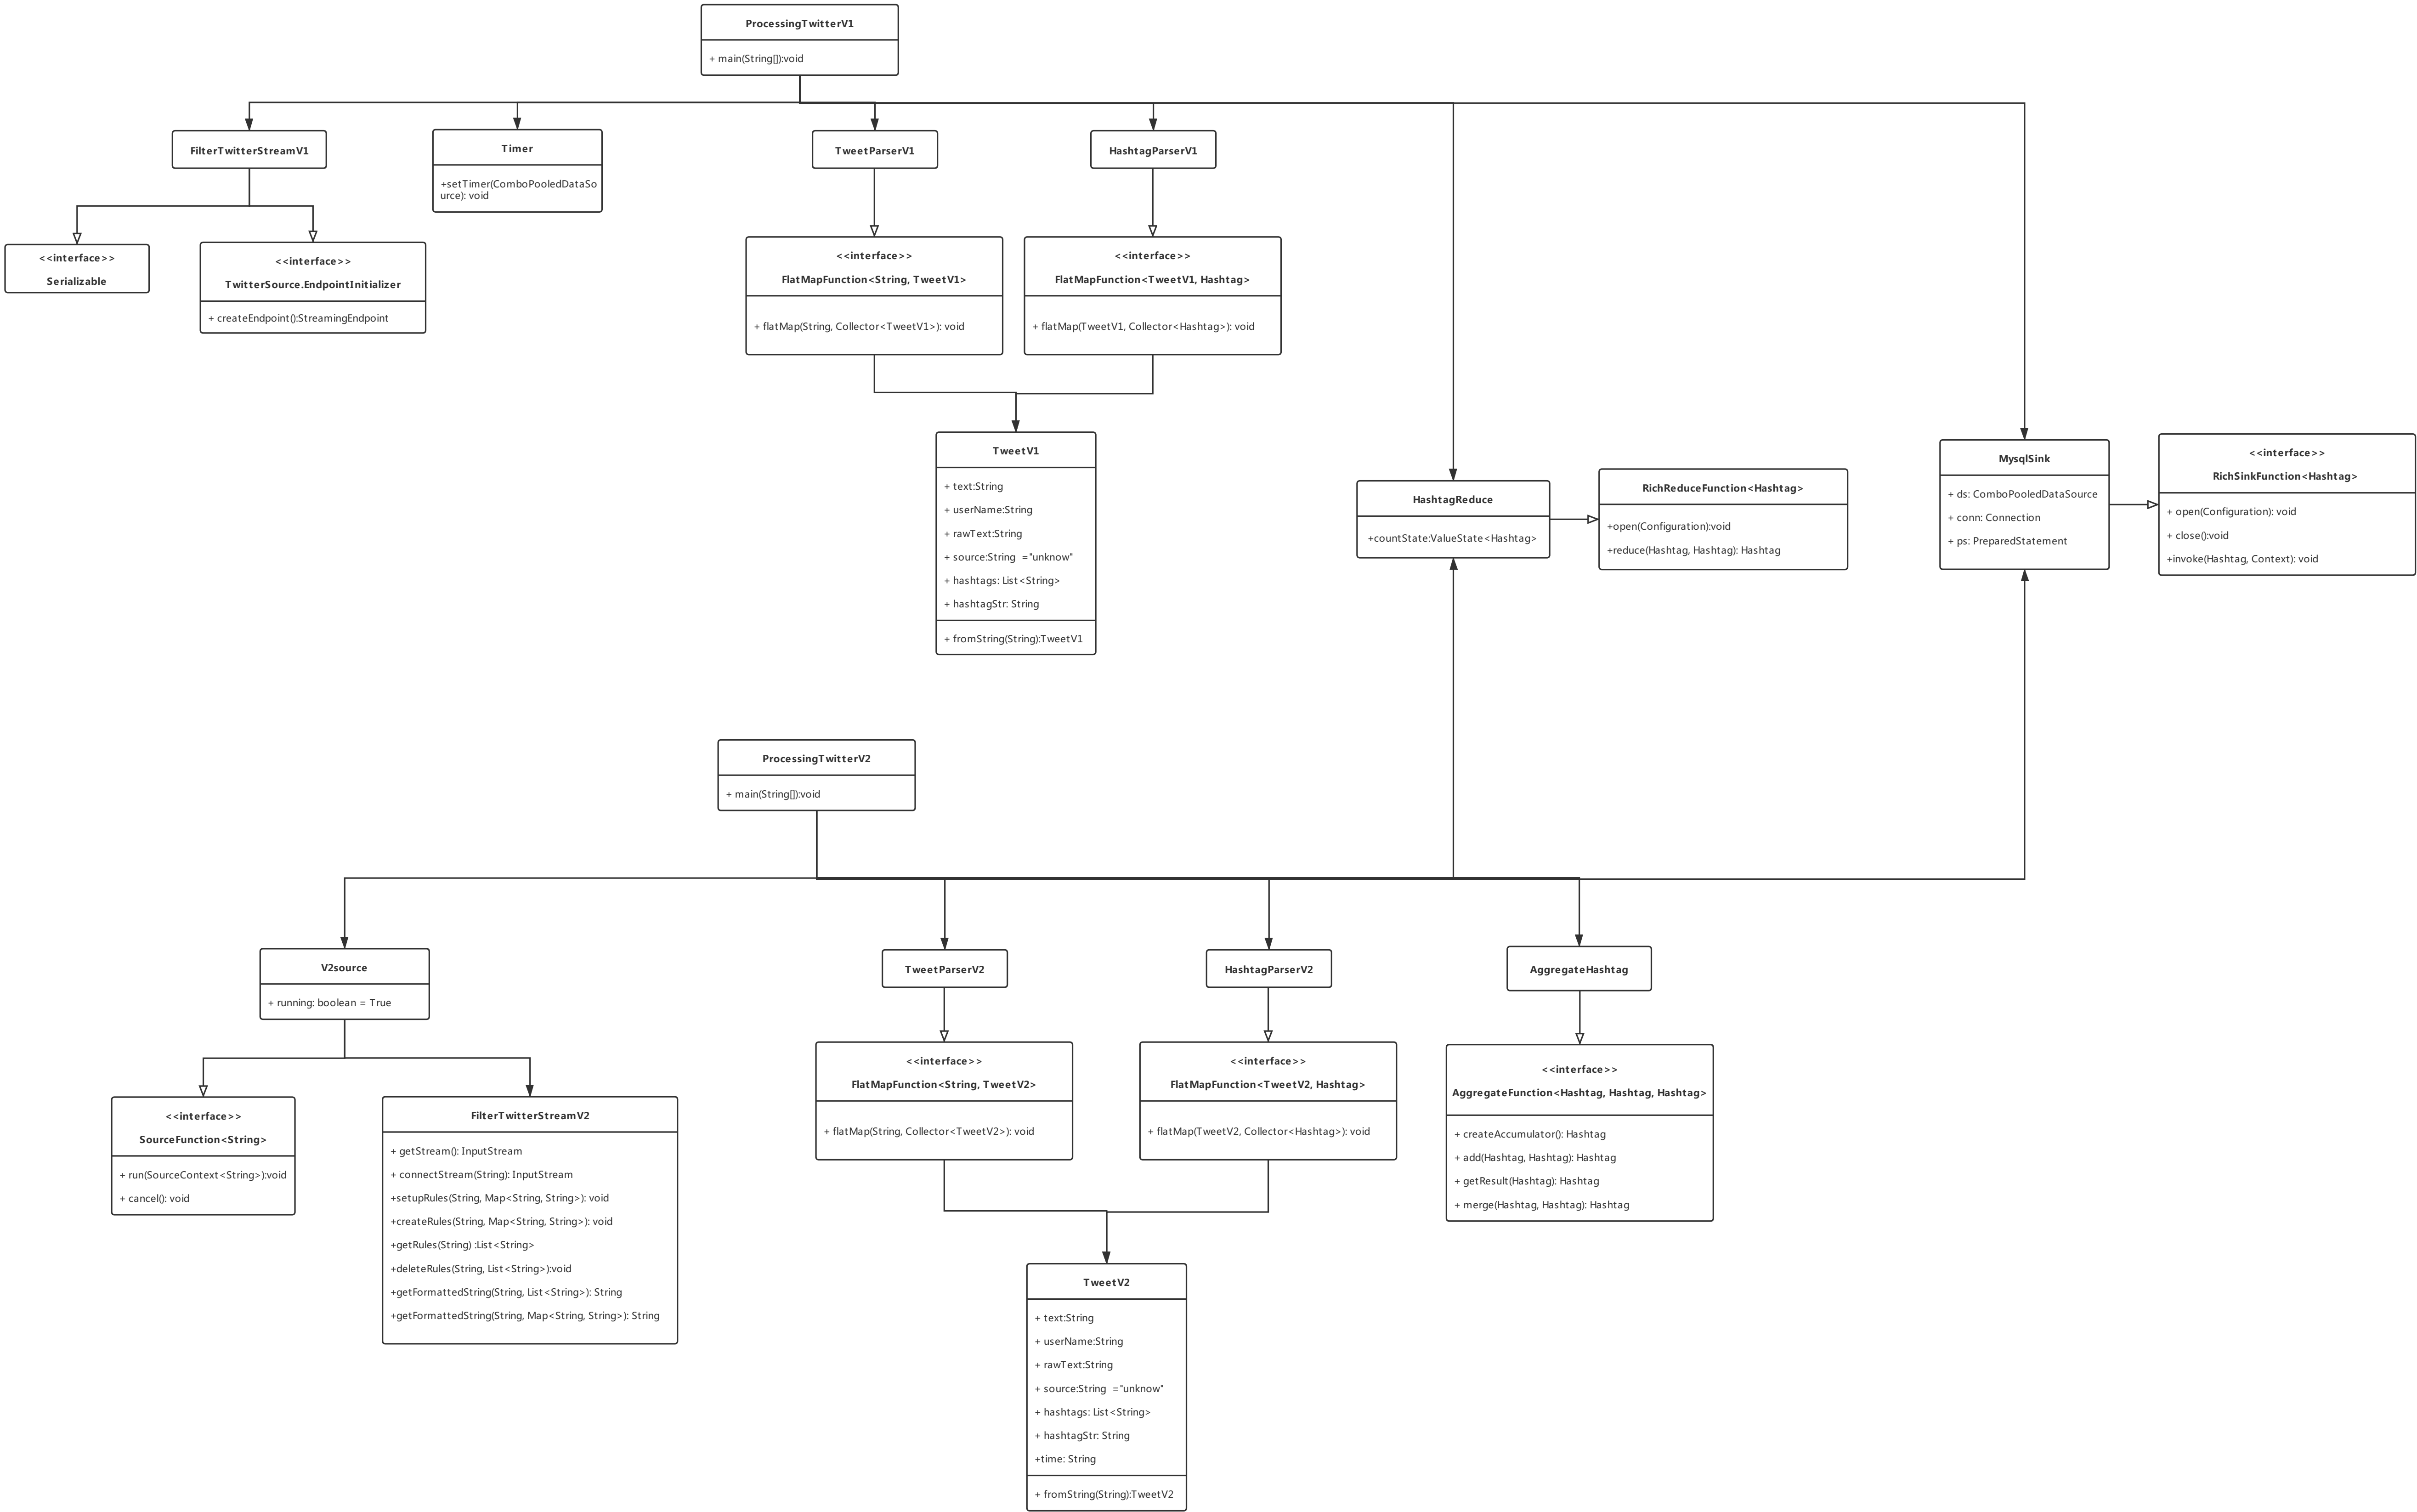 ProcessingTwitterV1
+ main(String[]):void
FilterTwitterStreamV1
Timer
+setTimer(ComboPooledDataSo
urce): void
TweetParserV1
HashtagParserV1
<<interface>>
Serializable
<<interface>>
TwitterSource.EndpointInitializer
+ createEndpoint():StreamingEndpoint
<<interface>>
FlatMapFunction<String, TweetV1>
+ flatMap(String, Collector<TweetV1>): void
<<interface>>
FlatMapFunction<TweetV1, Hashtag>
+ flatMap(TweetV1, Collector<Hashtag>): void
TweetV1
+ text:String
+ userName:String
+ rawText:String
+ source:String  ="unknow"
+ hashtags: List<String>
+ hashtagStr: String
+ fromString(String):TweetV1
HashtagReduce
+countState:ValueState<Hashtag>
RichReduceFunction<Hashtag>
+open(Configuration):void
+reduce(Hashtag, Hashtag): Hashtag
MysqlSink
+ ds: ComboPooledDataSource
+ conn: Connection
+ ps: PreparedStatement
<<interface>>
RichSinkFunction<Hashtag>
+ open(Configuration): void
+ close():void
+invoke(Hashtag, Context): void
ProcessingTwitterV2
+ main(String[]):void
V2source
+ running: boolean = True
TweetParserV2
HashtagParserV2
AggregateHashtag
<<interface>>
SourceFunction<String>
+ run(SourceContext<String>):void
+ cancel(): void
FilterTwitterStreamV2
+ getStream(): InputStream
+ connectStream(String): InputStream
+setupRules(String, Map<String, String>): void
+createRules(String, Map<String, String>): void
+getRules(String) :List<String>
+deleteRules(String, List<String>):void
+getFormattedString(String, List<String>): String
+getFormattedString(String, Map<String, String>): String
<<interface>>
FlatMapFunction<String, TweetV2>
+ flatMap(String, Collector<TweetV2>): void
<<interface>>
FlatMapFunction<TweetV2, Hashtag>
+ flatMap(TweetV2, Collector<Hashtag>): void
<<interface>>
AggregateFunction<Hashtag, Hashtag, Hashtag>
+ createAccumulator(): Hashtag
+ add(Hashtag, Hashtag): Hashtag
+ getResult(Hashtag): Hashtag
+ merge(Hashtag, Hashtag): Hashtag
TweetV2
+ text:String
+ userName:String
+ rawText:String
+ source:String  ="unknow"
+ hashtags: List<String>
+ hashtagStr: String
+time: String
+ fromString(String):TweetV2